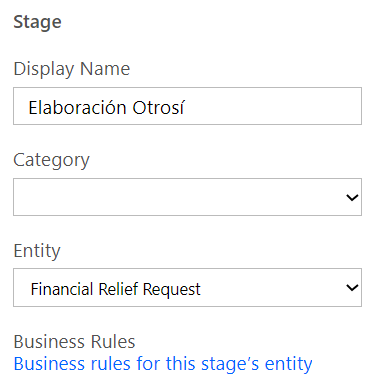 Stage
Display Name
Elaboración Otrosí
Category
Entity
Financial Relief Request
Business Rules
Business rules for this stage's entity